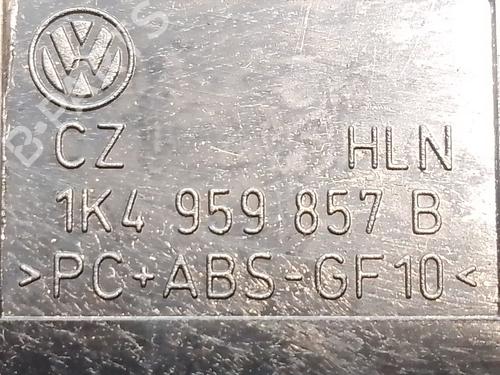 CZ HLN
1K4 959 857 B
>PC+ABS-GF10<